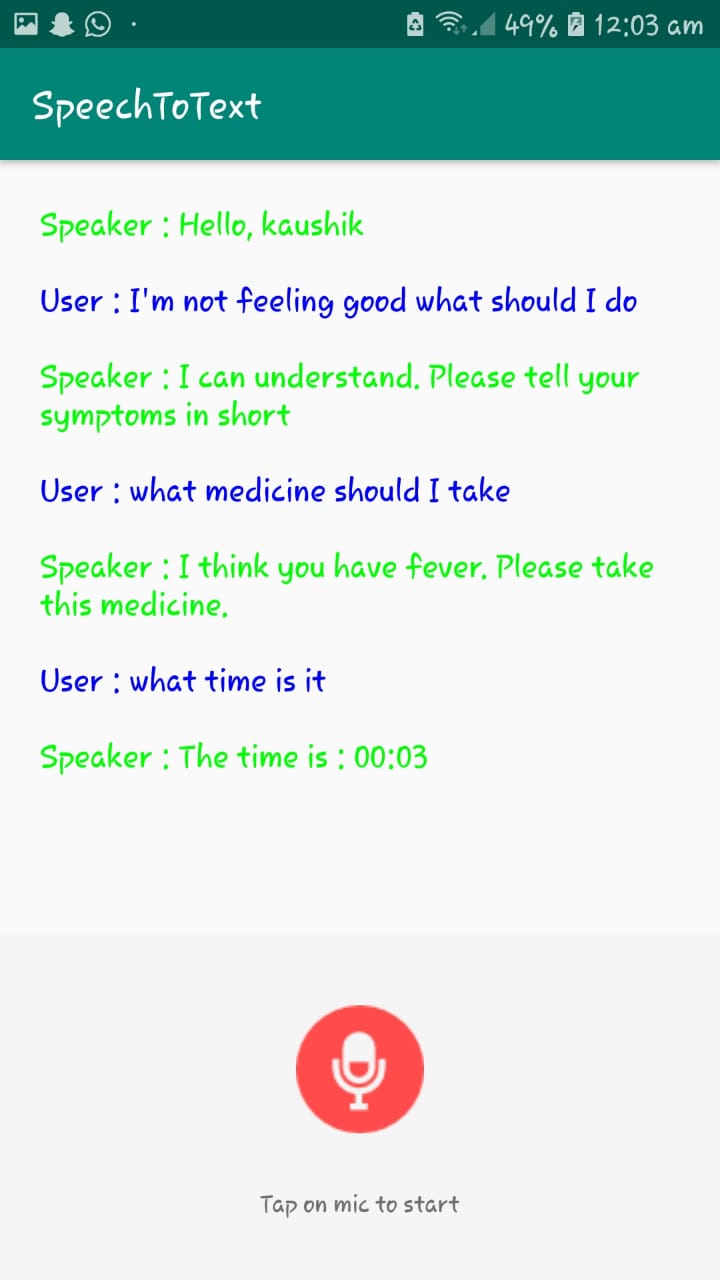 49% 12:03 am
SpeechToText
Speaker : Hello, kaushik
User : I'm not feeling good what should I do
Speaker : I can understand. Please tell your
symptoms in short
User : what medicine should I take
Speaker : I think you have fever. Please take
this medicine.
User : what time is it
Speaker : The time is : 00:03
Tap on mic to start